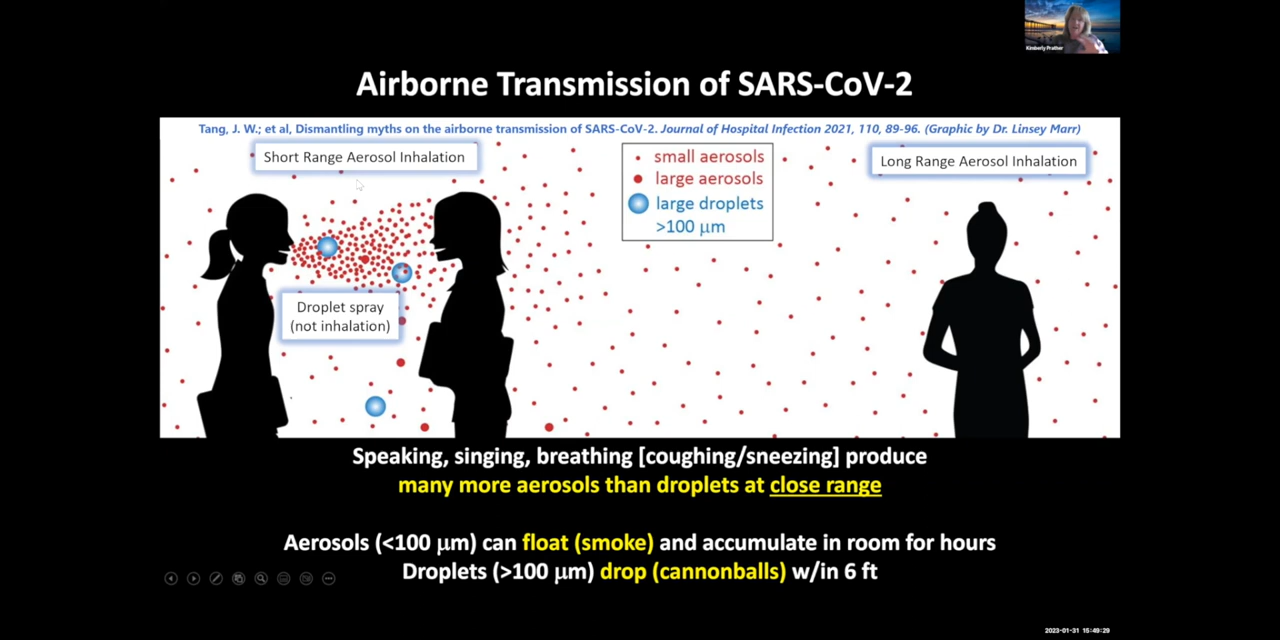 Kimberly Prather
Airborne Transmission of SARS-CoV-2
Tang, J. W.; et al, Dismantling myths on the airborne transmission of SARS-CoV-2. Journal of Hospital Infection 2021, 110, 89-96. (Graphic by Dr. Linsey Marr)
Short Range Aerosol Inhalation
small aerosols
large aerosols
large droplets
>100 μm
Long Range Aerosol Inhalation
Droplet spray
(not inhalation)
Speaking, singing, breathing [coughing/sneezing] produce
many more aerosols than droplets at close range
Aerosols (<100 μm) can float (smoke) and accumulate in room for hours
Droplets (>100 μm) drop (cannonballs) w/in 6 ft
2023-01-31 15:49:29